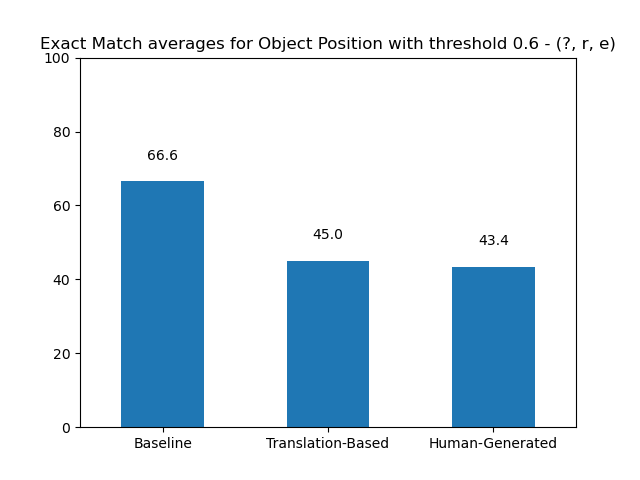 Exact Match averages for Object Position with threshold 0.6 - (?, r, e)
100
80
60
40
20
0
66.6
45.0
43.4
Baseline
Translation-Based
Human-Generated